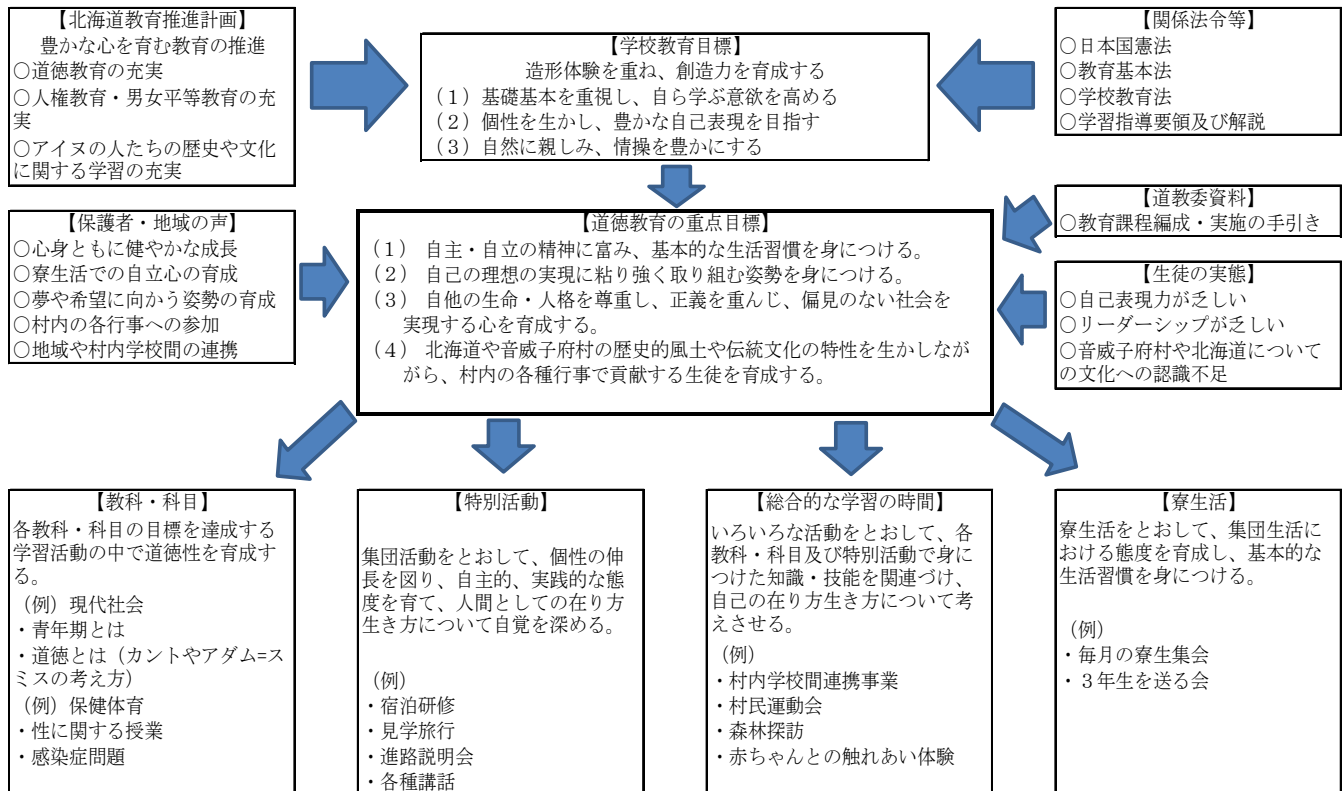 【北海道教育推進計画】
豊かな心を育む教育の推進
○道徳教育の充実
○人権教育・男女平等教育の充
実
○アイヌの人たちの歴史や文化
に関する学習の充実
【学校教育目標】
造形体験を重ね、創造力を育成する
(1)基礎基本を重視し、自ら学ぶ意欲を高める
(2)個性を生かし、豊かな自己表現を目指す
(3)自然に親しみ、情操を豊かにする
【関係法令等】
○日本国憲法
○教育基本法
○学校教育法
○学習指導要領及び解説
【保護者・地域の声】
○心身ともに健やかな成長
○寮生活での自立心の育成
○夢や希望に向かう姿勢の育成
○村内の各行事への参加
○地域や村内学校間の連携
【道徳教育の重点目標】
(1) 自主・自立の精神に富み、基本的な生活習慣を身につける。
(2) 自己の理想の実現に粘り強く取り組む姿勢を身につける。
(3) 自他の生命・人格を尊重し、正義を重んじ、偏見のない社会を
実現する心を育成する。
(4) 北海道や音威子府村の歴史的風土や伝統文化の特性を生かしなが
がら、村内の各種行事で貢献する生徒を育成する。
【道教委資料】
○教育課程編成・実施の手引き
【生徒の実態】
○自己表現力が乏しい
○リーダーシップが乏しい
○音威子府村や北海道について
の文化への認識不足
【教科・科目】
各教科・科目の目標を達成する
学習活動の中で道徳性を育成す
る。
(例)現代社会
・青年期とは
・道徳とは(カントやアダム=ス
ミスの考え方)
(例)保健体育
・性に関する授業
・感染症問題
【特別活動】
集団活動をとおして、個性の伸
長を図り、自主的、実践的な態
度を育て、人間としての在り方
生き方について自覚を深める。
(例)
・宿泊研修
・見学旅行
・進路説明会
・各種講話
【総合的な学習の時間】
いろいろな活動をとおして、各
教科・科目及び特別活動で身に
つけた知識・技能を関連づけ、
自己の在り方生き方について考
えさせる。
(例)
・村内学校間連携事業
・村民運動会
・森林探訪
・赤ちゃんとの触れあい体験
【寮生活】
寮生活をとおして、集団生活に
おける態度を育成し、基本的な
生活習慣を身につける。
(例)
・毎月の寮生集会
・3年生を送る会